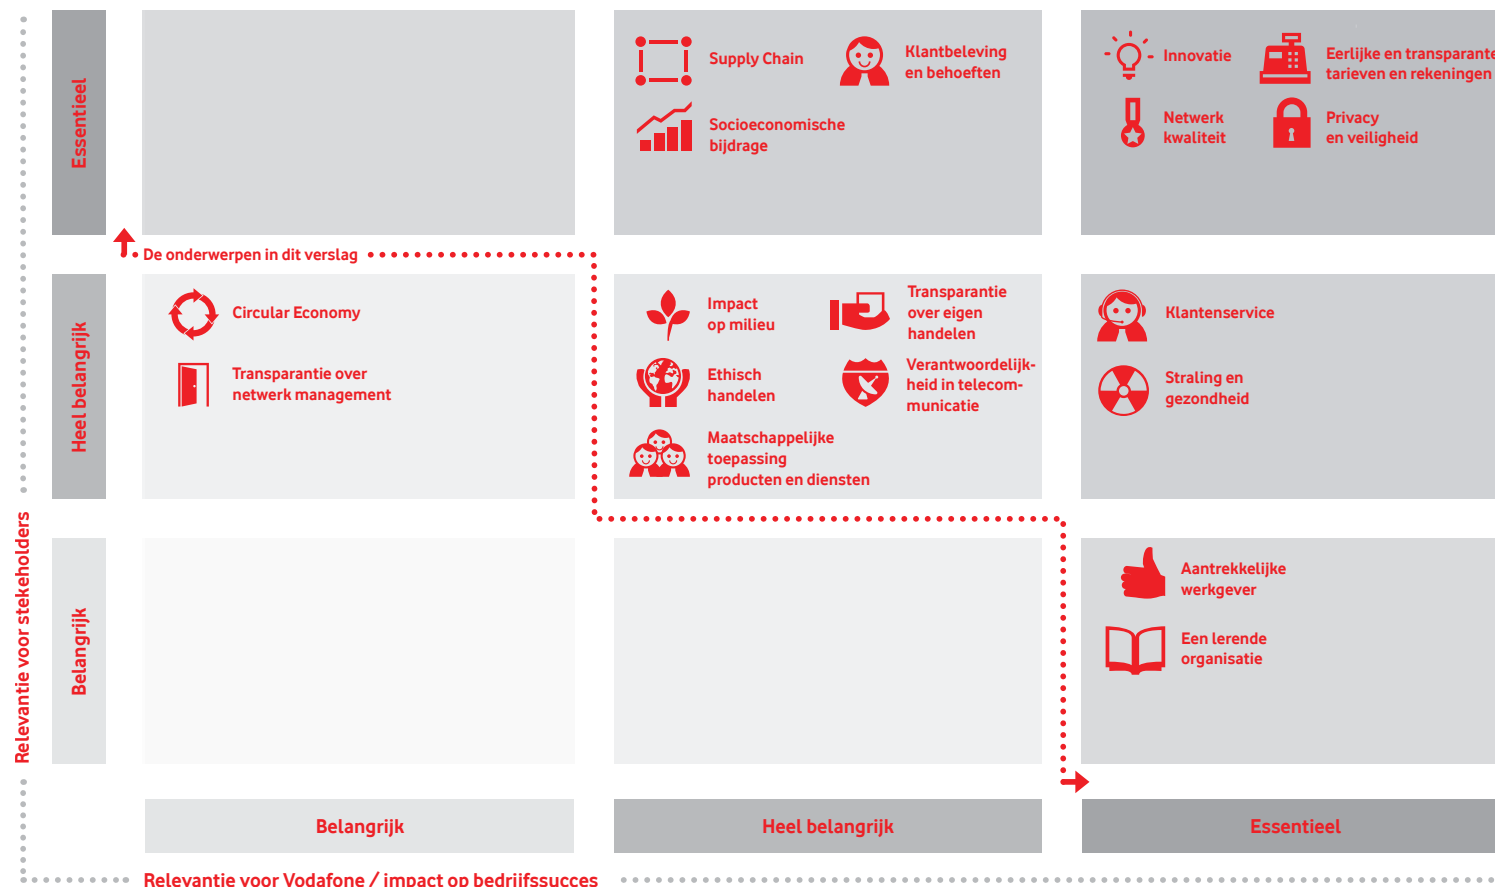 Essentieel
Supply Chain
Klantbeleving
en behoeften
Socioeconomische
bijdrage
Innovatie
Eerlijke en transparante
tarieven en rekeningen
Netwerk
kwaliteit
Privacy
en veiligheid
De onderwerpen in dit verslag
Heel belangrijk
Circular Economy
Transparantie over
netwerk management
Impact
op milieu
Transparantie
over eigen
handelen
Ethisch
handelen
Verantwoordelijk-
heid in telecom-
municatie
Maatschappelijke
toepassing
producten en diensten
Klantenservice
Straling en
gezondheid
Relevantie voor stekeholders
Belangrijk
Aantrekkelijke
werkgever
Een lerende
organisatie
Belangrijk
Heel belangrijk
Essentieel
Relevantie voor Vodafone / impact op bedrijfssucces